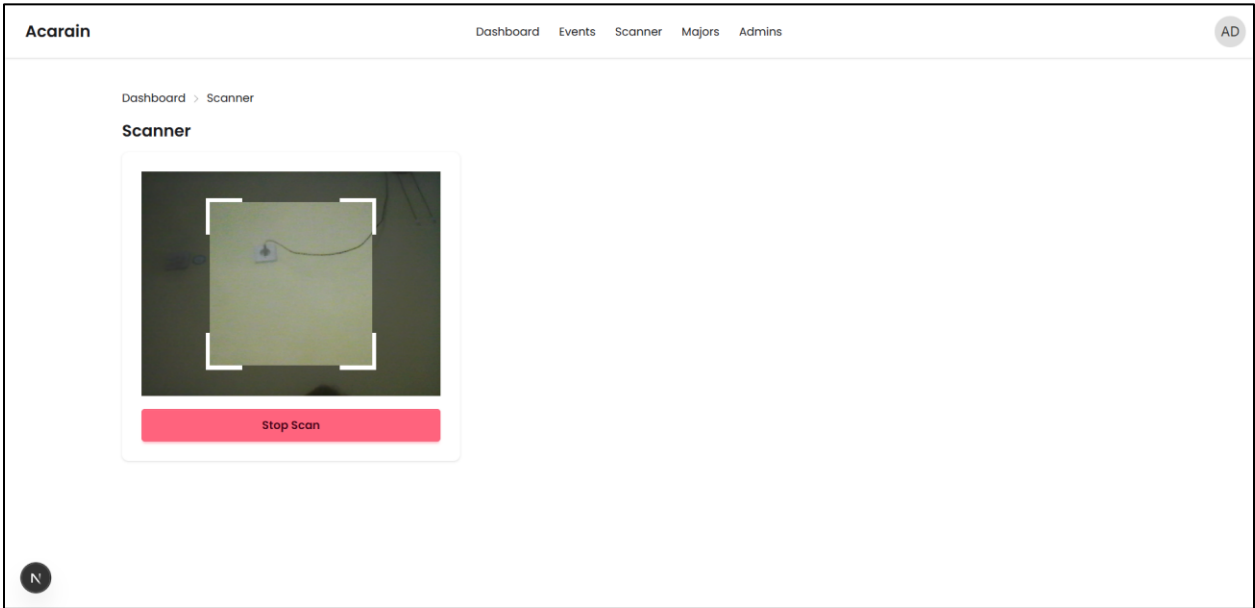 Acarain Dashboard Events Scanner Majors Admins AD
Dashboard > Scanner
Scanner
Stop Scan
N